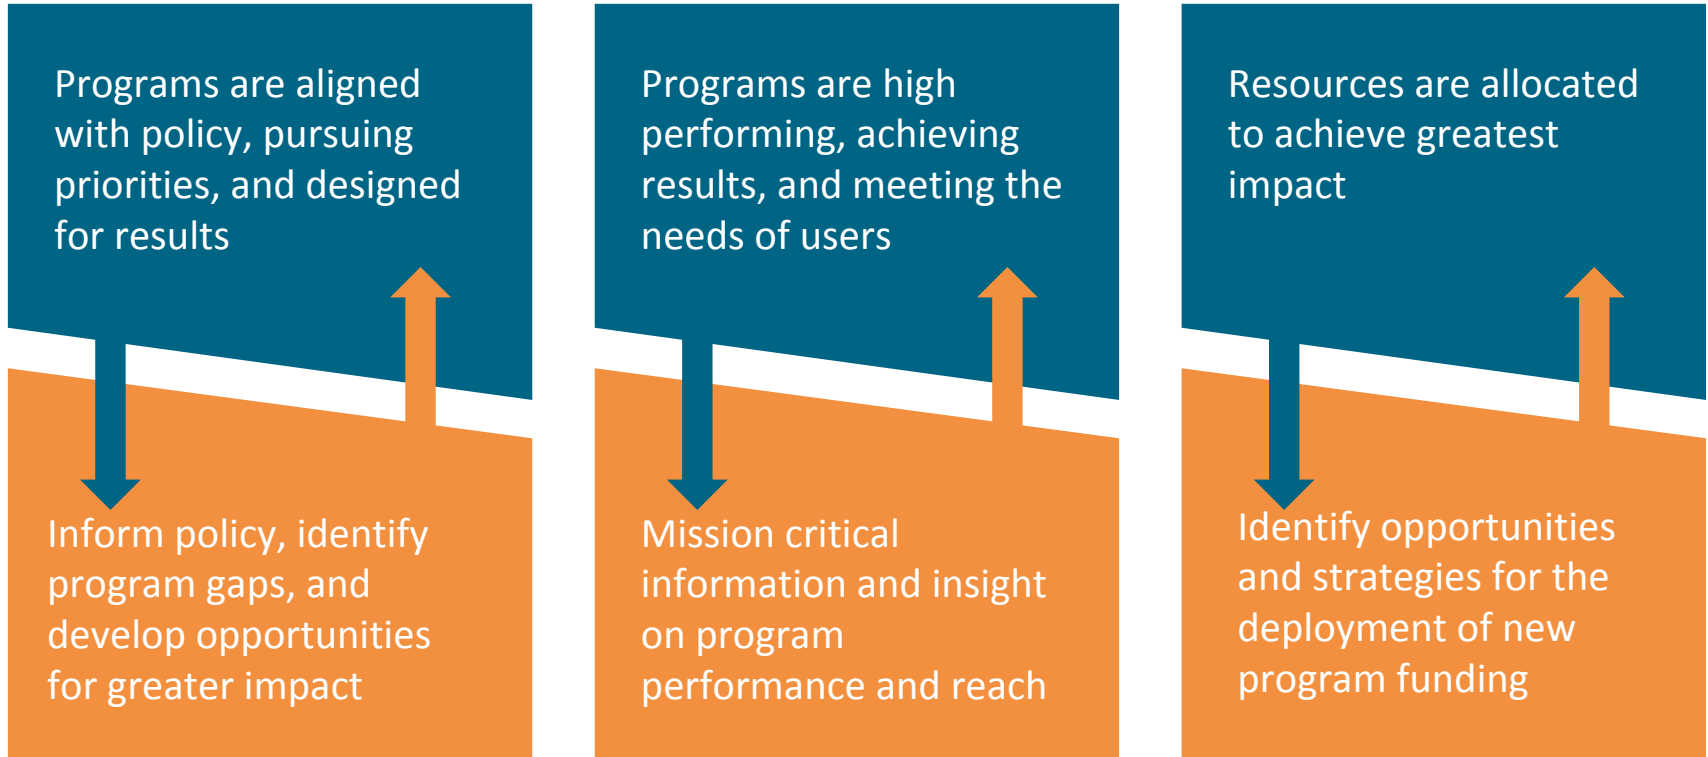 Programs are aligned
with policy, pursuing
priorities, and designed
for results
Inform policy, identify
program gaps, and
develop opportunities
for greater impact
Programs are high
performing, achieving
results, and meeting the
needs of users
Mission critical
information and insight
on program
performance and reach
Resources are allocated
to achieve greatest
impact
Identify opportunities
and strategies for the
deployment of new
program funding